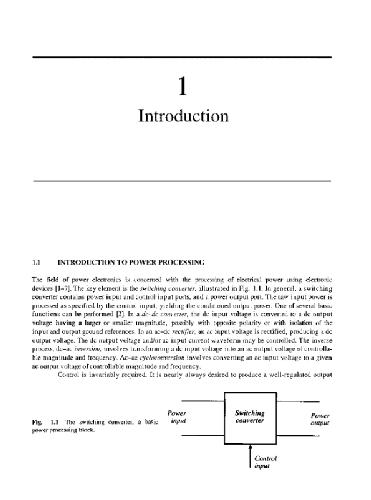 1
Introduction
1.1 INTRODUCTION TO POWER PROCESSING
The field of power electronics is concerned with the processing of electrical power using electronic
devices [1–7]. The key element is the switching converter, illustrated in Fig. 1.1. In general, a switching
converter contains power input and control input ports, and a power output port. The raw input power is
processed as specified by the control input, yielding the conditioned output power. One of several basic
functions can be performed [2]. In a dc–dc converter, the dc input voltage is converted to a dc output
voltage having a larger or smaller magnitude, possibly with opposite polarity or with isolation of the
input and output ground references. In an ac–dc rectifier, an ac input voltage is rectified, producing a dc
output voltage. The dc output voltage and/or ac input current waveform may be controlled. The inverse
process, dc–ac inversion, involves transforming a dc input voltage into an ac output voltage of controlla-
ble magnitude and frequency. Ac–ac cycloconversion involves converting an ac input voltage to a given
ac output voltage of controllable magnitude and frequency.
Control is invariably required. It is nearly always desired to produce a well-regulated output
Fig. 1.1 The switching converter, a basic
power processing block.
Power
input
Switching
converter
Power
output
Control
input